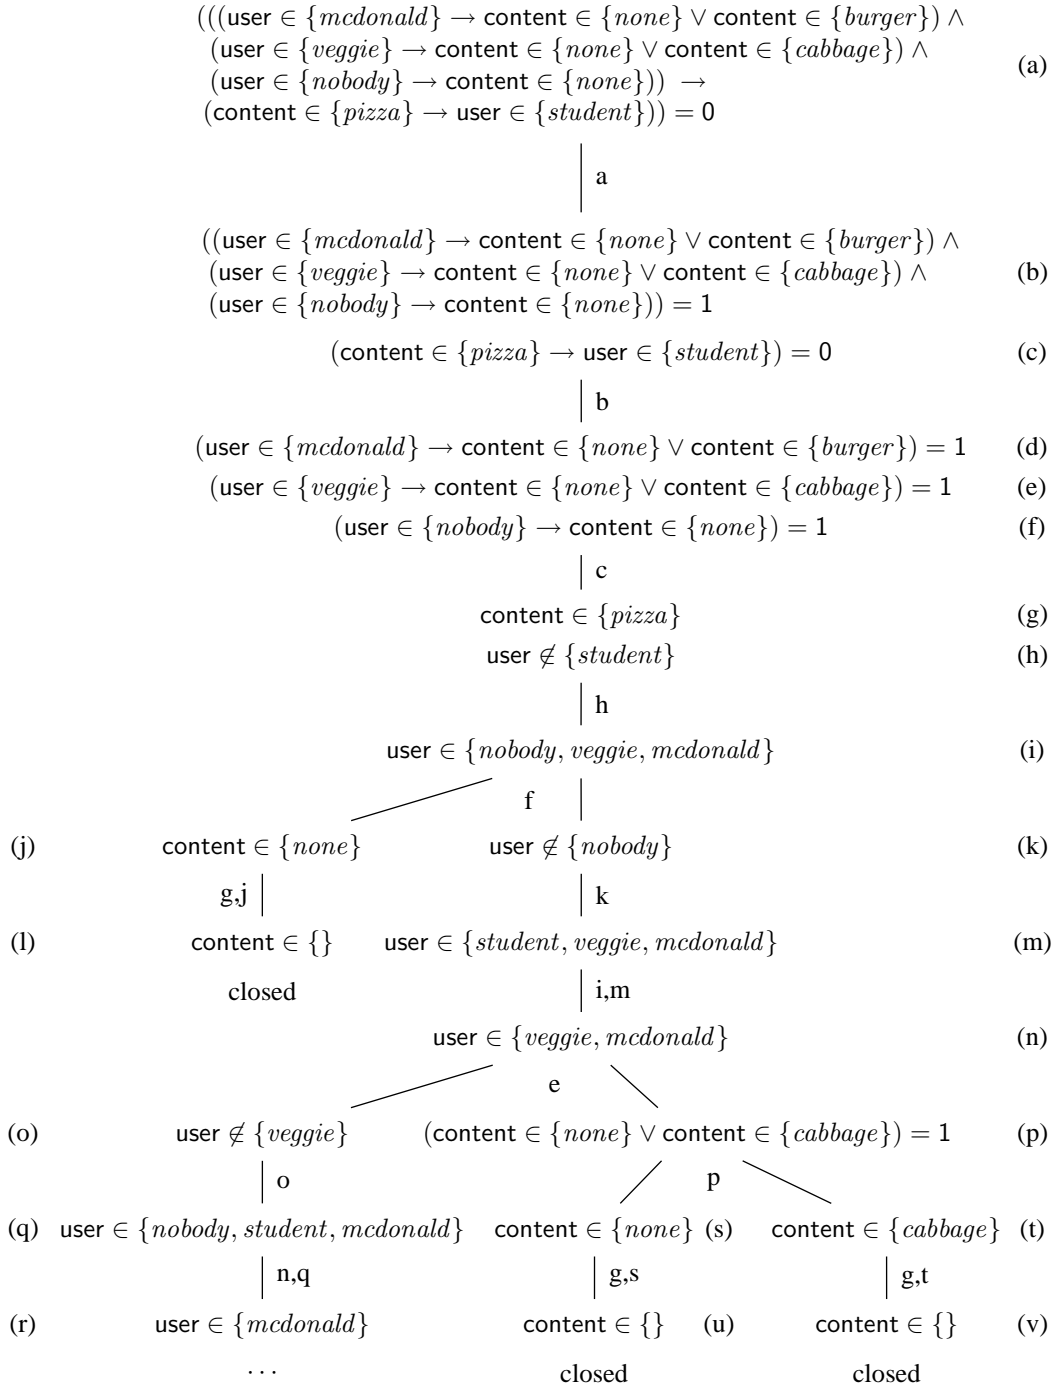 (((user ∈ {mcdonald} → content ∈ {none} ∨ content ∈ {burger}) ∧
(user ∈ {veggie} → content ∈ {none} ∨ content ∈ {cabbage}) ∧
(a)
(user ∈ {nobody} → content ∈ {none})) →
(content ∈ {pizza} → user ∈ {student})) = 0
a
((user ∈ {mcdonald} → content ∈ {none} ∨ content ∈ {burger}) ∧
(user ∈ {veggie} → content ∈ {none} ∨ content ∈ {cabbage}) ∧ (b)
(user ∈ {nobody} → content ∈ {none})) = 1
(content ∈ {pizza} → user ∈ {student}) = 0 (c)
b
(user ∈ {mcdonald} → content ∈ {none} ∨ content ∈ {burger}) = 1 (d)
(user ∈ {veggie} → content ∈ {none} ∨ content ∈ {cabbage}) = 1 (e)
(user ∈ {nobody} → content ∈ {none}) = 1 (f)
c
content ∈ {pizza} (g)
user ∉ {student} (h)
h
user ∈ {nobody, veggie, mcdonald} (i)
f
(j) content ∈ {none} user ∉ {nobody} (k)
g,j k
(l) content ∈ {} user ∈ {student, veggie, mcdonald} (m)
closed i,m
user ∈ {veggie, mcdonald} (n)
e
(o) user ∉ {veggie} (content ∈ {none} ∨ content ∈ {cabbage}) = 1 (p)
o p
(q) user ∈ {nobody, student, mcdonald} content ∈ {none} (s) content ∈ {cabbage} (t)
n,q g,s g,t
(r) user ∈ {mcdonald} content ∈ {} (u) content ∈ {} (v)
··· closed closed